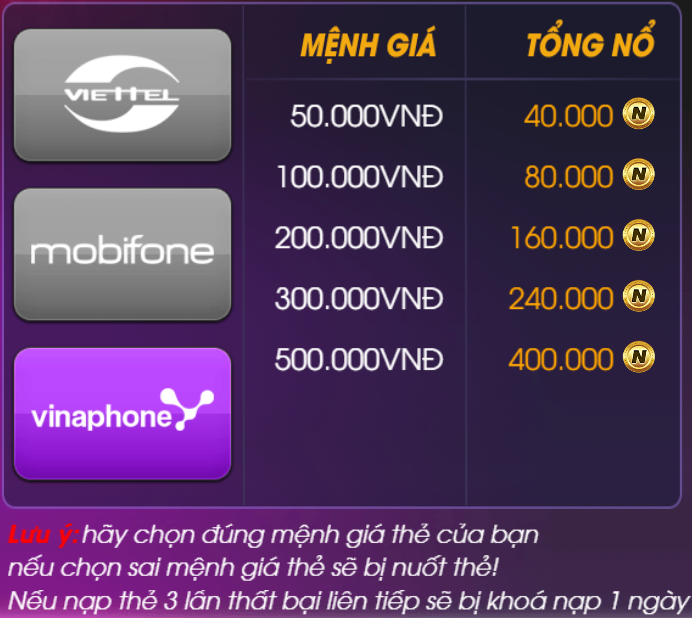 VIETTEL
mobifone
vinaphone
MỆNH GIÁ TỔNG NỔ
50.000VNĐ 40.000 N
100.000VNĐ 80.000 N
200.000VNĐ 160.000 N
300.000VNĐ 240.000 N
500.000VNĐ 400.000 N
Lưu ý: hãy chọn đúng mệnh giá thẻ của bạn
nếu chọn sai mệnh giá thẻ sẽ bị nuốt thẻ!
Nếu nạp thẻ 3 lần thất bại liên tiếp sẽ bị khoá nạp 1 ngày